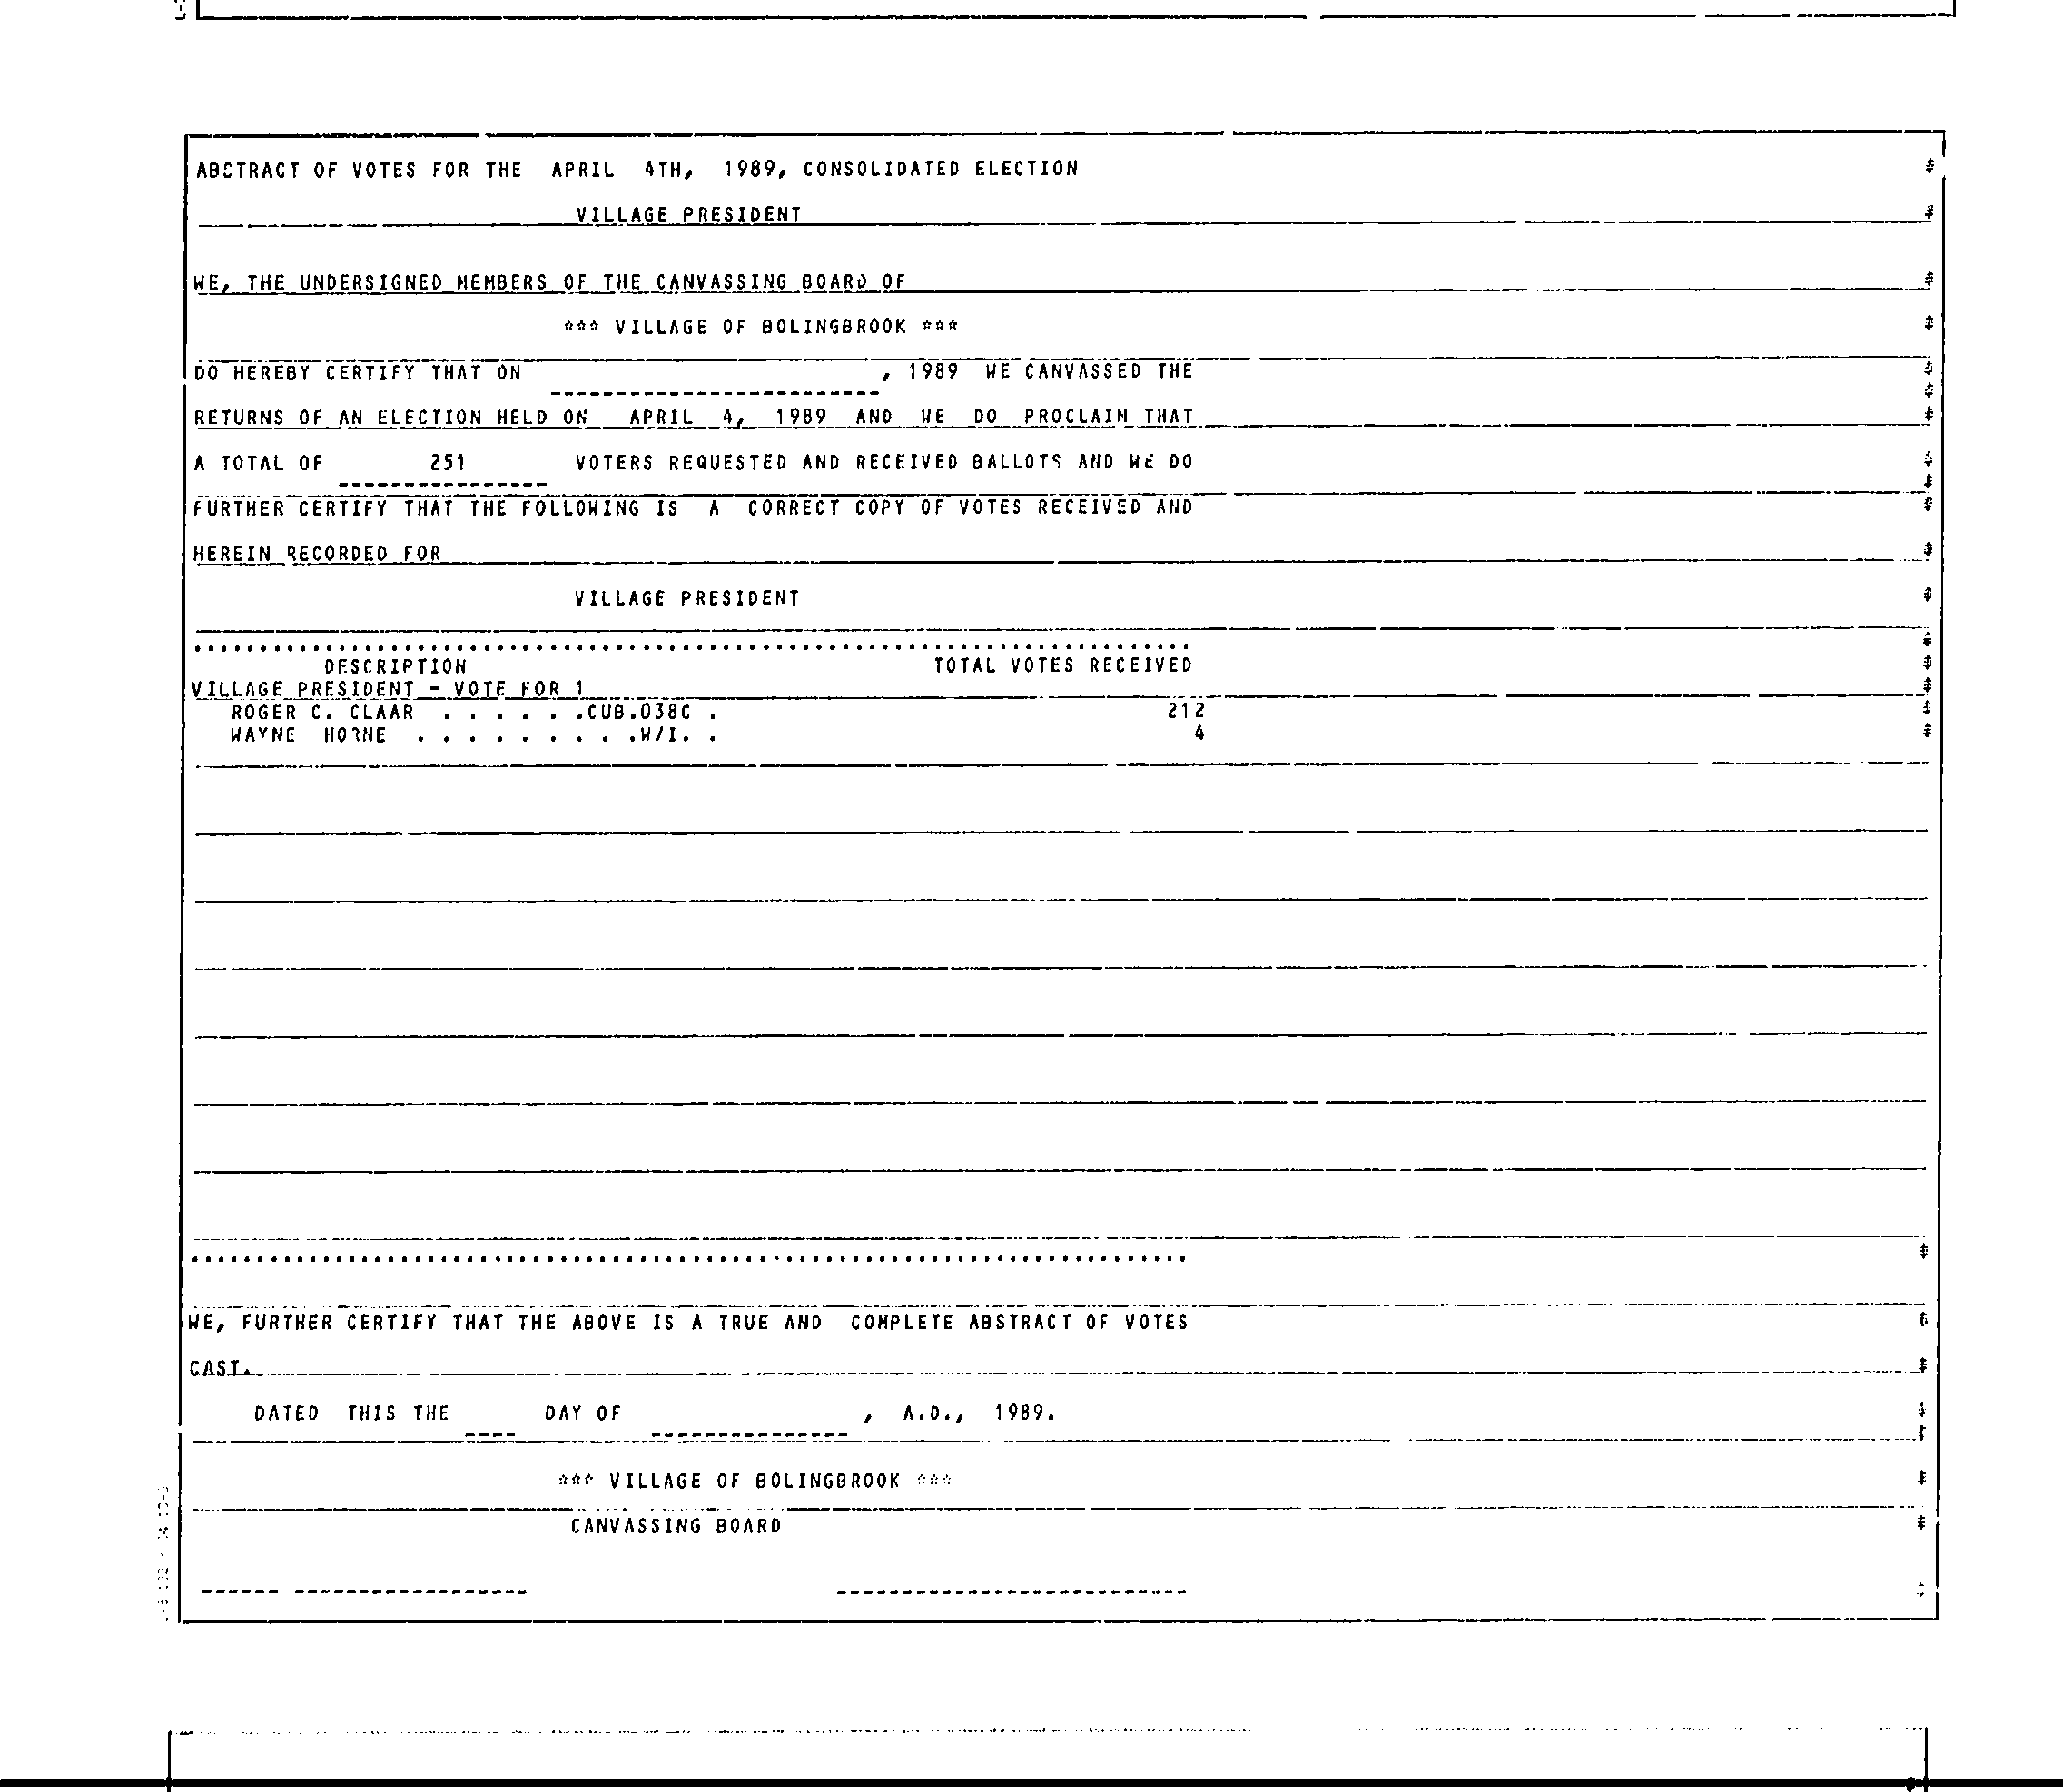 ABSTRACT OF VOTES FOR THE APRIL 4TH, 1989, CONSOLIDATED ELECTION
VILLAGE PRESIDENT
WE, THE UNDERSIGNED MEMBERS OF THE CANVASSING BOARD OF
*** VILLAGE OF BOLINGBROOK ***
DO HEREBY CERTIFY THAT ON , 1989 WE CANVASSED THE
RETURNS OF AN ELECTION HELD ON APRIL 4, 1989 AND WE DO PROCLAIM THAT
A TOTAL OF 251 VOTERS REQUESTED AND RECEIVED BALLOTS AND WE DO
FURTHER CERTIFY THAT THE FOLLOWING IS A CORRECT COPY OF VOTES RECEIVED AND
HEREIN RECORDED FOR
VILLAGE PRESIDENT
DESCRIPTION TOTAL VOTES RECEIVED
VILLAGE PRESIDENT - VOTE FOR 1
ROGER C. CLAAR . . . . . .CUB.038C . 212
WAYNE HORNE . . . . . . . . .W/I. . 4
WE, FURTHER CERTIFY THAT THE ABOVE IS A TRUE AND COMPLETE ABSTRACT OF VOTES
CAST.
DATED THIS THE ---- DAY OF --------------- , A.D., 1989.
*** VILLAGE OF BOLINGBROOK ***
CANVASSING BOARD